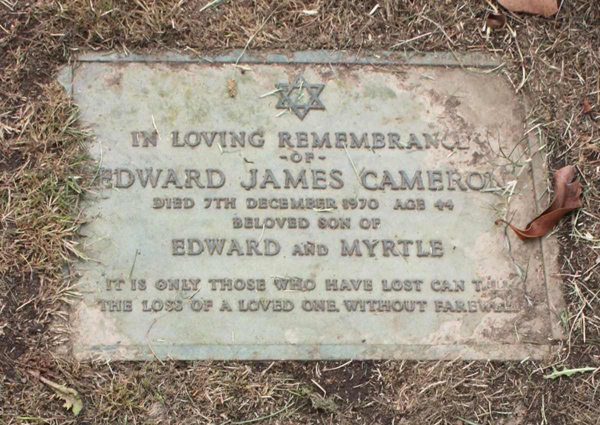 IN LOVING REMEMBRANCE
-OF-
EDWARD JAMES CAMERON
DIED 7TH DECEMBER 1970 AGE 44
BELOVED SON OF
EDWARD AND MYRTLE
IT IS ONLY THOSE WHO HAVE LOST CAN TELL
THE LOSS OF A LOVED ONE, WITHOUT FAREWELL.